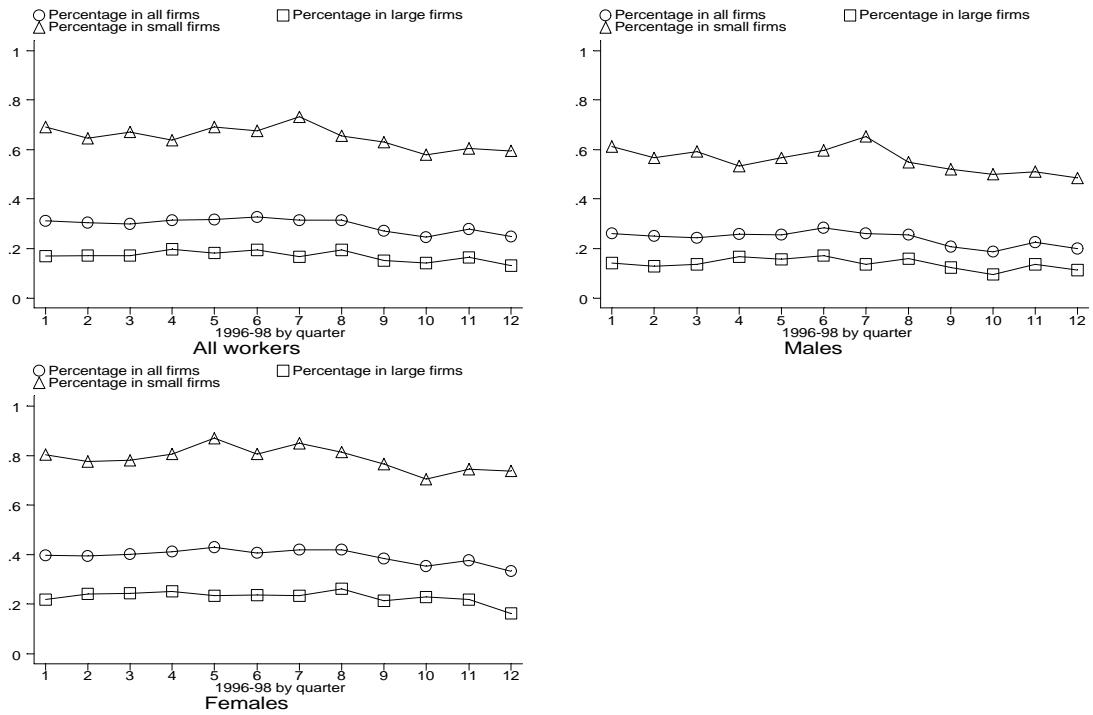 Percentage in all firms Percentage in large firms
Percentage in small firms
1
.8
.6
.4
.2
0
1 2 3 4 5 6 7 8 9 10 11 12
1996-98 by quarter
All workers
Percentage in all firms Percentage in large firms
Percentage in small firms
1
.8
.6
.4
.2
0
1 2 3 4 5 6 7 8 9 10 11 12
1996-98 by quarter
Males
Percentage in all firms Percentage in large firms
Percentage in small firms
1
.8
.6
.4
.2
0
1 2 3 4 5 6 7 8 9 10 11 12
1996-98 by quarter
Females